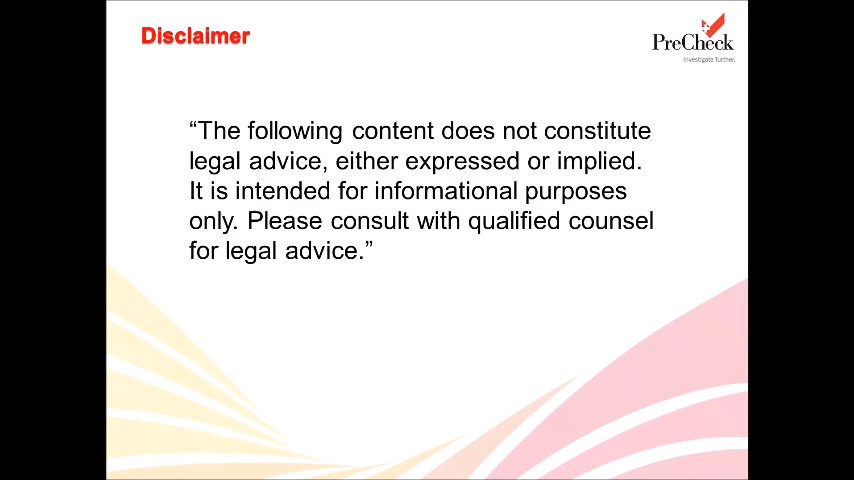 Disclaimer
PreCheck
Investigate further.
“The following content does not constitute
legal advice, either expressed or implied.
It is intended for informational purposes
only. Please consult with qualified counsel
for legal advice.”